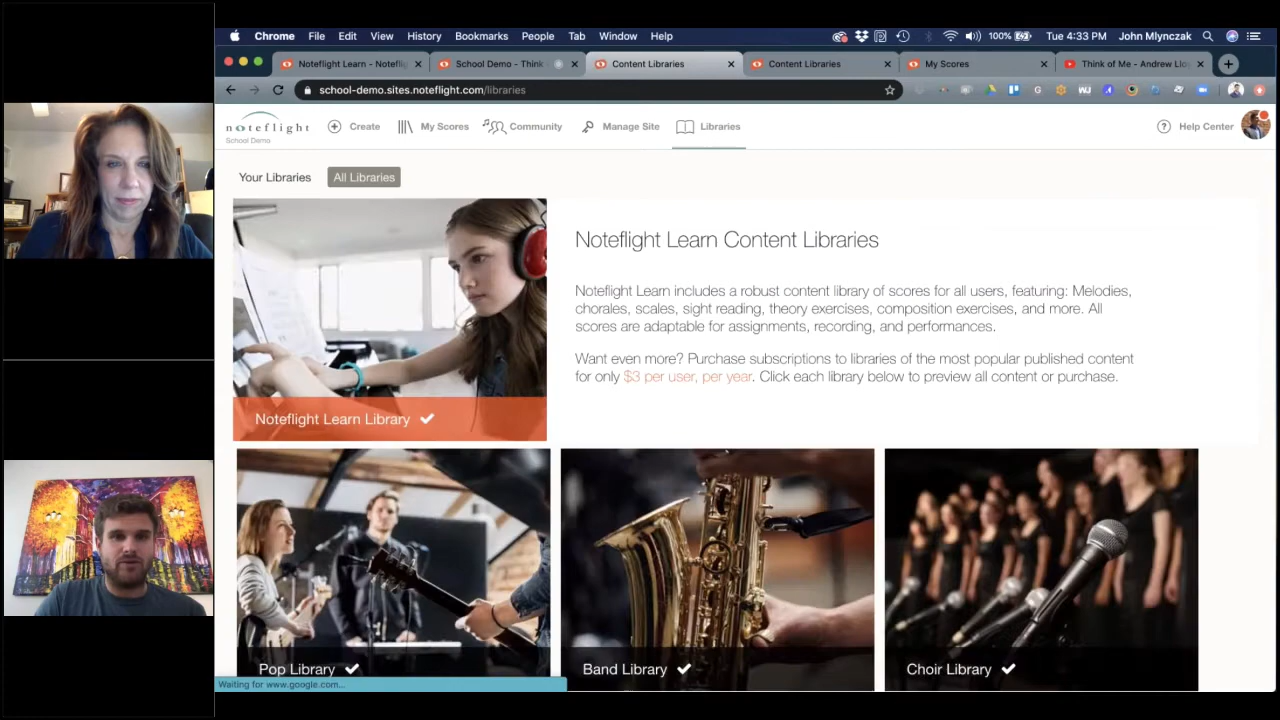 Chrome File Edit View History Bookmarks People Tab Window Help
100% Tue 4:33 PM John Mlynczak
Noteflight Learn - Noteflig
School Demo - Think
Content Libraries
Content Libraries
My Scores
Think of Me - Andrew Llo
school-demo.sites.noteflight.com/libraries
noteflight
School Demo
Create
My Scores
Community
Manage Site
Libraries
Help Center
Your Libraries All Libraries
Noteflight Learn Content Libraries
Noteflight Learn includes a robust content library of scores for all users, featuring: Melodies,
chorales, scales, sight reading, theory exercises, composition exercises, and more. All
scores are adaptable for assignments, recording, and performances.
Want even more? Purchase subscriptions to libraries of the most popular published content
for only $3 per user, per year. Click each library below to preview all content or purchase.
Noteflight Learn Library
Pop Library
Band Library
Choir Library
Waiting for www.google.com...